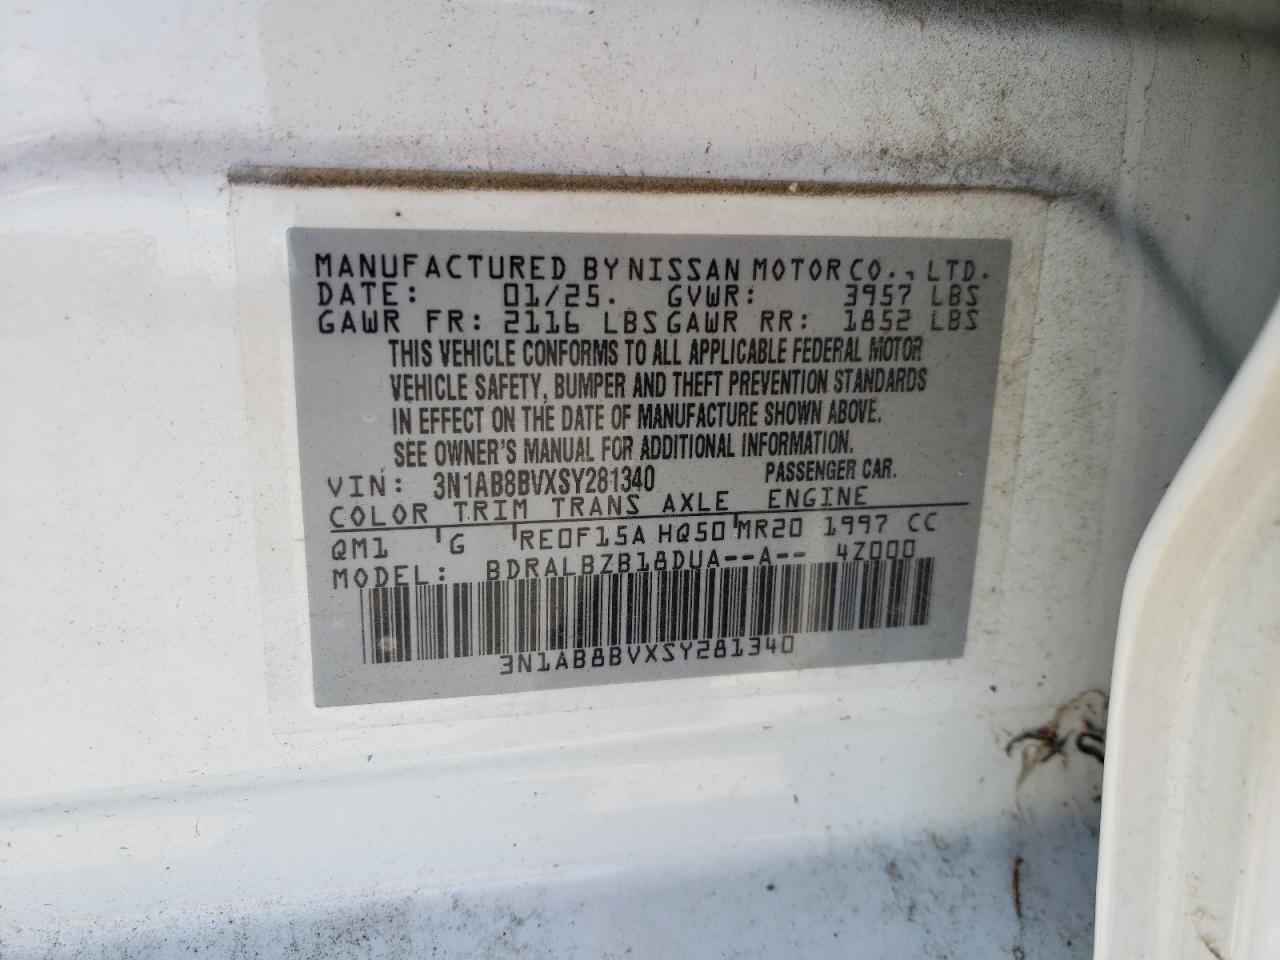 MANUFACTURED BY NISSAN MOTOR CO., LTD.
DATE: 01/25. GVWR: 3957 LBS
GAWR FR: 2116 LBS GAWR RR: 1852 LBS
THIS VEHICLE CONFORMS TO ALL APPLICABLE FEDERAL MOTOR
VEHICLE SAFETY, BUMPER AND THEFT PREVENTION STANDARDS
IN EFFECT ON THE DATE OF MANUFACTURE SHOWN ABOVE.
SEE OWNER'S MANUAL FOR ADDITIONAL INFORMATION.
VIN: 3N1AB8BVXSY281340 PASSENGER CAR.
COLOR TRIM TRANS AXLE ENGINE
QM1 G RE0F15A HQ50 MR20 1997 CC
MODEL: BDRALBZB18DUA--A-- 4Z000
3N1AB8BVXSY281340